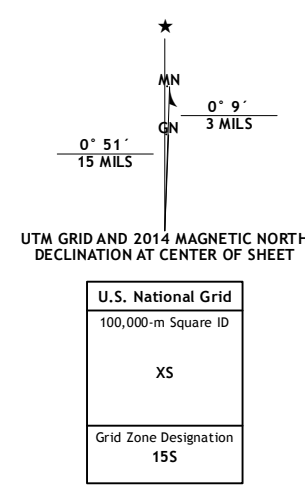 ★
MN
GN
0° 9´
3 MILS
0° 51´
15 MILS
UTM GRID AND 2014 MAGNETIC NORTH
DECLINATION AT CENTER OF SHEET
U.S. National Grid
100,000-m Square ID
XS
Grid Zone Designation
15S